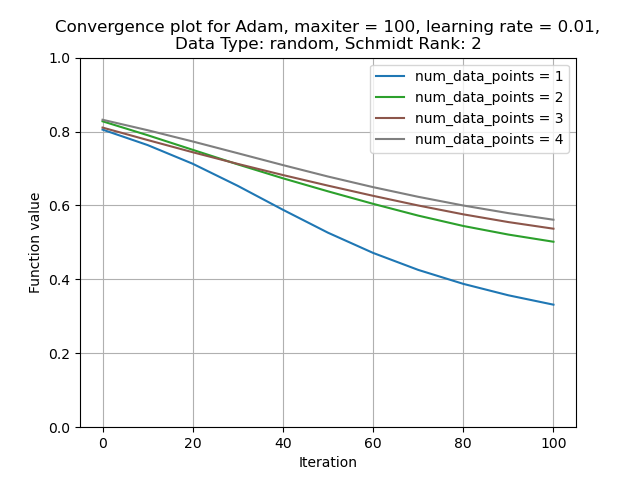 Convergence plot for Adam, maxiter = 100, learning rate = 0.01,
Data Type: random, Schmidt Rank: 2
num_data_points = 1
num_data_points = 2
num_data_points = 3
num_data_points = 4
Function value
1.0
0.8
0.6
0.4
0.2
0.0
0 20 40 60 80 100
Iteration